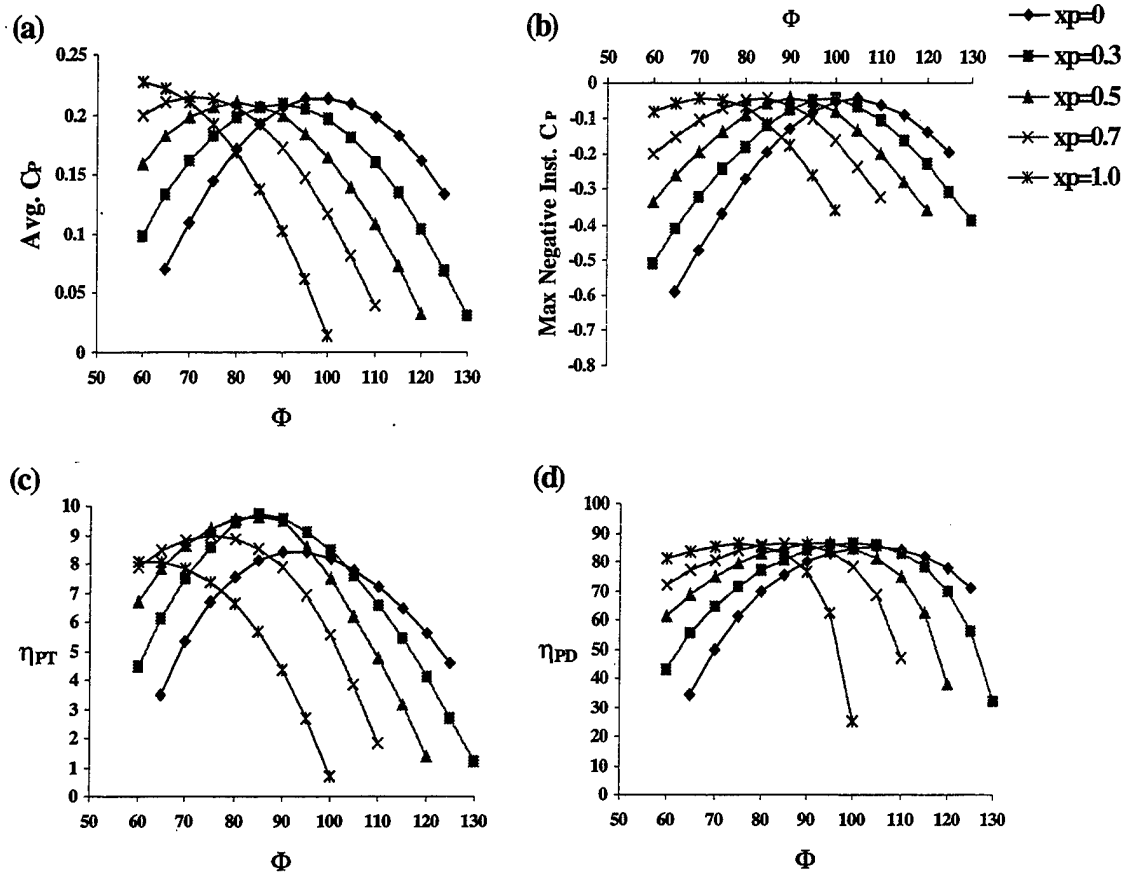 (a)
0.25
0.2
0.15
0.1
0.05
0
Avg. CP
50 60 70 80 90 100 110 120 130
Φ
(b)
Φ
50 60 70 80 90 100 110 120 130
0
-0.1
-0.2
-0.3
-0.4
-0.5
-0.6
-0.7
-0.8
Max Negative Inst. CP
xp=0
xp=0.3
xp=0.5
xp=0.7
xp=1.0
(c)
10
9
8
7
6
5
4
3
2
1
0
ηPT
50 60 70 80 90 100 110 120 130
Φ
(d)
100
90
80
70
60
50
40
30
20
10
0
ηPD
50 60 70 80 90 100 110 120 130
Φ